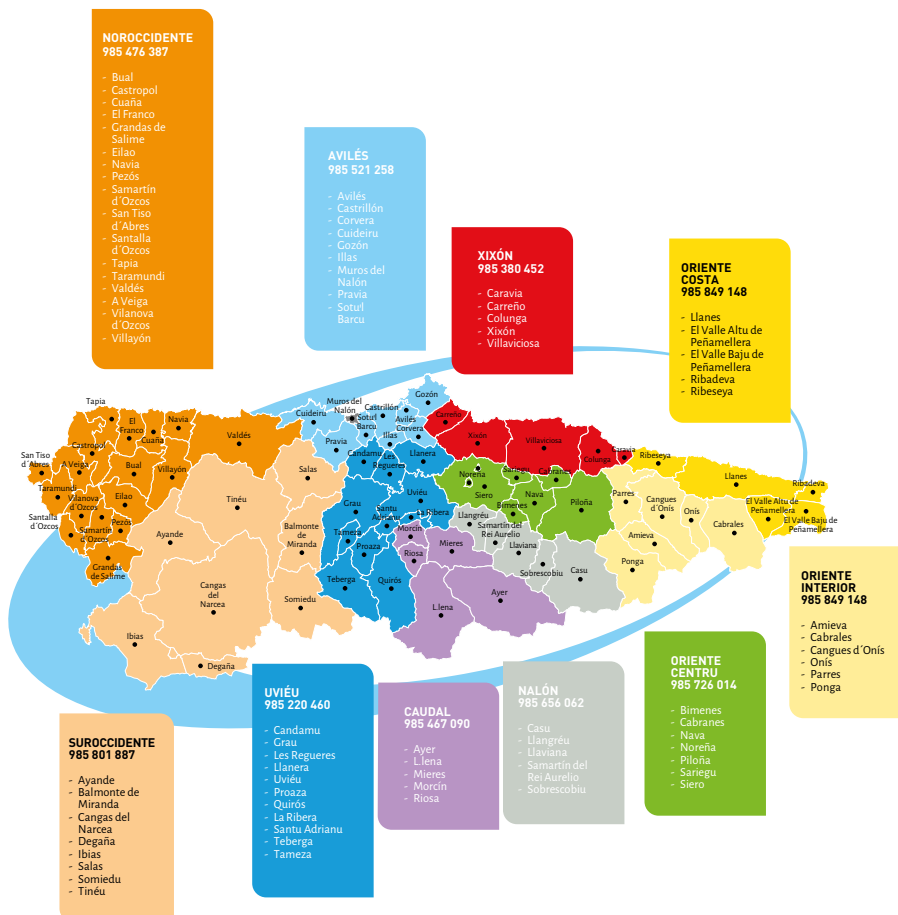 NOROCCIDENTE
985 476 387
- Bual
- Castropol
- Cuaña
- El Franco
- Grandas de
Salime
- Eilao
- Navia
- Pezós
- Samartín
d´Ozcos
- San Tiso
d´Abres
- Santalla
d´Ozcos
- Tapia
- Taramundi
- Valdés
- A Veiga
- Vilanova
d´Ozcos
- Villayón
AVILÉS
985 521 258
- Avilés
- Castrillón
- Corvera
- Cuideiru
- Gozón
- Illas
- Muros del
Nalón
- Pravia
- Sotu'l
Barcu
XIXÓN
985 380 452
- Caravia
- Carreño
- Colunga
- Xixón
- Villaviciosa
ORIENTE
COSTA
985 849 148
- Llanes
- El Valle Altu de
Peñamellera
- El Valle Baju de
Peñamellera
- Ribadeva
- Ribeseya
Tapia
El
Franco
Navia
Cuaña
Castropol
San Tiso
d´Abres
A Veiga
Bual
Villayón
Valdés
Taramundi
Vilanova
d´Ozcos
Eilao
Santalla
d´Ozcos
Samartín
d´Ozcos
Pezós
Grandas
de Salime
Cuideiru
Muros del
Nalón
Sotu'l
Barcu
Castrillón
Gozón
Avilés
Corvera
Illas
Pravia
Carreño
Xixón
Villaviciosa
Colunga
Caravia
Ribeseya
Llanes
Ribadeva
El Valle Altu de
Peñamellera
El Valle Baju de
Peñamellera
Salas
Tinéu
Ayande
Balmonte
de
Miranda
Cangas
del
Narcea
Somiedu
Ibias
Degaña
Candamu
Les
Regueres
Llanera
Grau
Uviéu
Santu
Adrianu
La Ribera
Tameza
Proaza
Teberga
Quirós
Morcín
Riosa
Mieres
L.lena
Ayer
Noreña
Siero
Sariegu
Cabranes
Bimenes
Nava
Piloña
Llangréu
Samartín del
Rei Aurelio
Llaviana
Sobrescobiu
Casu
Parres
Cangues
d´Onís
Onís
Cabrales
Amieva
Ponga
ORIENTE
INTERIOR
985 849 148
- Amieva
- Cabrales
- Cangues d´Onís
- Onís
- Parres
- Ponga
SUROCCIDENTE
985 801 887
- Ayande
- Balmonte de
Miranda
- Cangas del
Narcea
- Degaña
- Ibias
- Salas
- Somiedu
- Tinéu
UVIÉU
985 220 460
- Candamu
- Grau
- Les Regueres
- Llanera
- Uviéu
- Proaza
- Quirós
- La Ribera
- Santu Adrianu
- Teberga
- Tameza
CAUDAL
985 467 090
- Ayer
- L.lena
- Mieres
- Morcín
- Riosa
NALÓN
985 656 062
- Casu
- Llangréu
- Llaviana
- Samartín del
Rei Aurelio
- Sobrescobiu
ORIENTE
CENTRU
985 726 014
- Bimenes
- Cabranes
- Nava
- Noreña
- Piloña
- Sariegu
- Siero